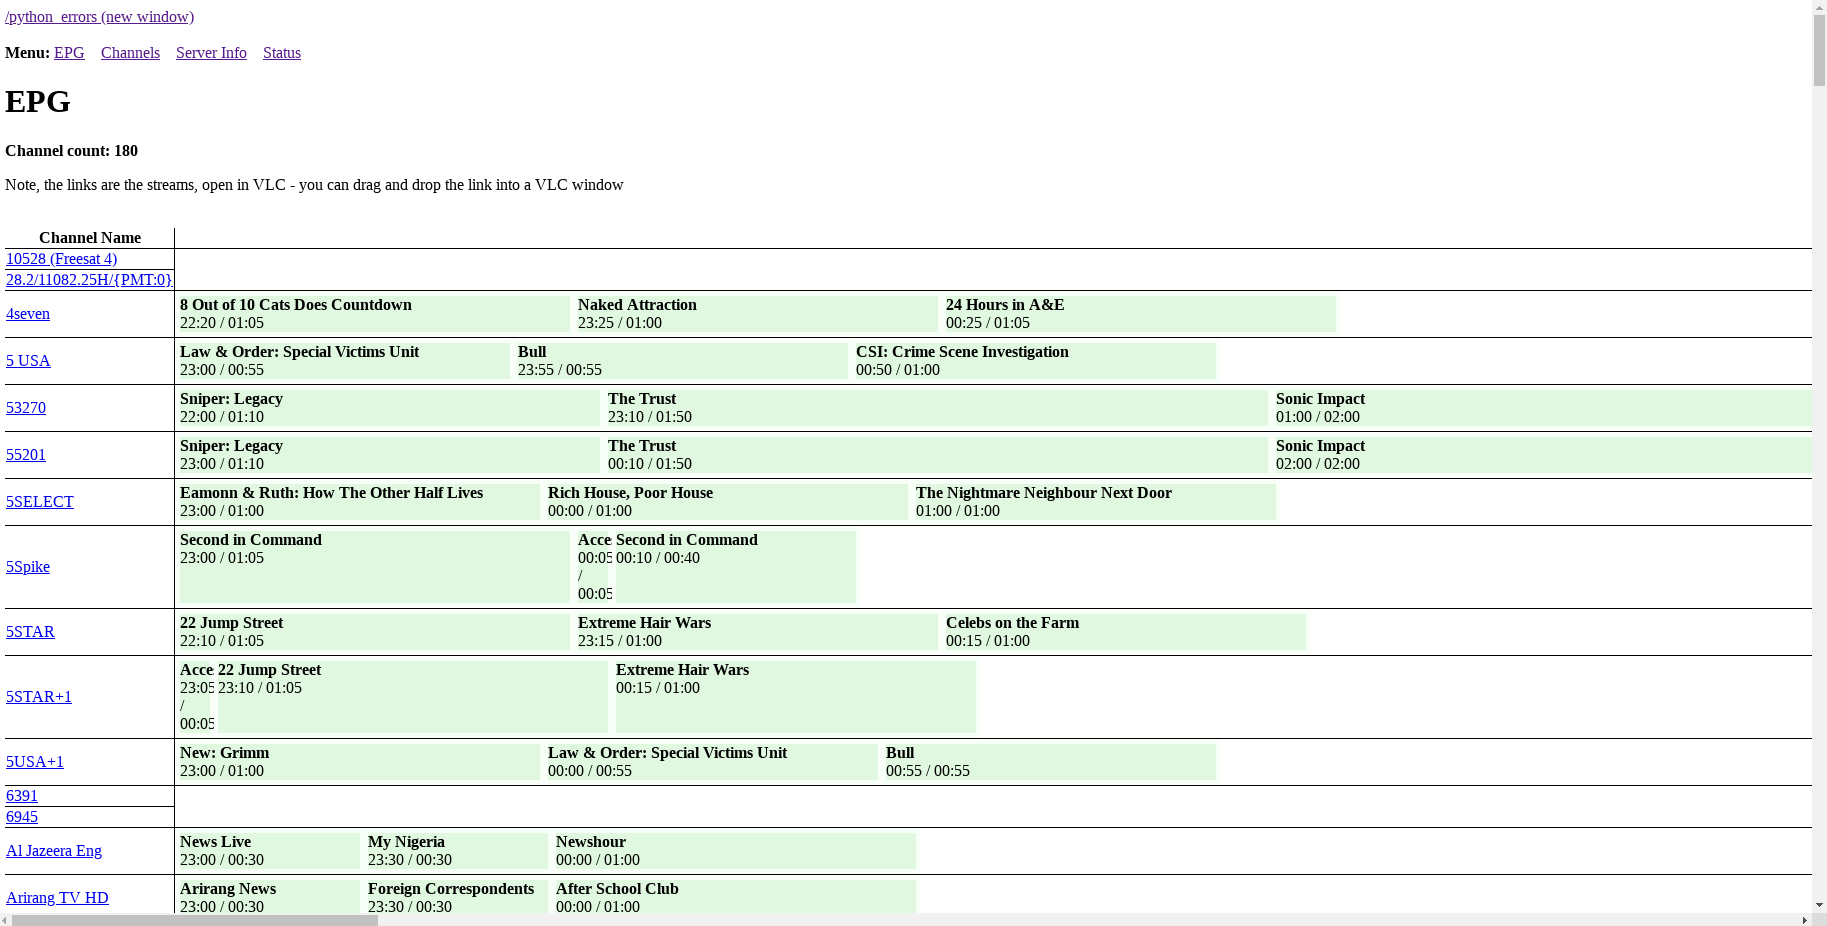 /python_errors (new window)
Menu: EPG Channels Server Info Status
EPG
Channel count: 180
Note, the links are the streams, open in VLC - you can drag and drop the link into a VLC window
Channel Name
10528 (Freesat 4)
28.2/11082.25H/{PMT:0}
4seven
8 Out of 10 Cats Does Countdown
22:20 / 01:05
Naked Attraction
23:25 / 01:00
24 Hours in A&E
00:25 / 01:05
5 USA
Law & Order: Special Victims Unit
23:00 / 00:55
Bull
23:55 / 00:55
CSI: Crime Scene Investigation
00:50 / 01:00
53270
Sniper: Legacy
22:00 / 01:10
The Trust
23:10 / 01:50
Sonic Impact
01:00 / 02:00
55201
Sniper: Legacy
23:00 / 01:10
The Trust
00:10 / 01:50
Sonic Impact
02:00 / 02:00
5SELECT
Eamonn & Ruth: How The Other Half Lives
23:00 / 01:00
Rich House, Poor House
00:00 / 01:00
The Nightmare Neighbour Next Door
01:00 / 01:00
5Spike
Second in Command
23:00 / 01:05
Acce
00:05
/
00:05
Second in Command
00:10 / 00:40
5STAR
22 Jump Street
22:10 / 01:05
Extreme Hair Wars
23:15 / 01:00
Celebs on the Farm
00:15 / 01:00
5STAR+1
Acce
23:05
/
00:05
22 Jump Street
23:10 / 01:05
Extreme Hair Wars
00:15 / 01:00
5USA+1
New: Grimm
23:00 / 01:00
Law & Order: Special Victims Unit
00:00 / 00:55
Bull
00:55 / 00:55
6391
6945
Al Jazeera Eng
News Live
23:00 / 00:30
My Nigeria
23:30 / 00:30
Newshour
00:00 / 01:00
Arirang TV HD
Arirang News
23:00 / 00:30
Foreign Correspondents
23:30 / 00:30
After School Club
00:00 / 01:00